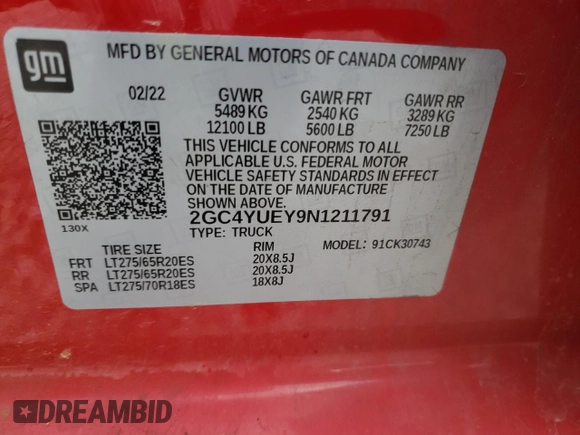 gm
MFD BY GENERAL MOTORS OF CANADA COMPANY
02/22 GVWR GAWR FRT GAWR RR
5489 KG 2540 KG 3289 KG
12100 LB 5600 LB 7250 LB
THIS VEHICLE CONFORMS TO ALL
APPLICABLE U.S. FEDERAL MOTOR
VEHICLE SAFETY STANDARDS IN EFFECT
ON THE DATE OF MANUFACTURE
SHOWN ABOVE.
130X 2GC4YUEY9N1211791
TYPE: TRUCK MODEL: 91CK30743
TIRE SIZE RIM
FRT LT275/65R20ES 20X8.5J
RR LT275/65R20ES 20X8.5J
SPA LT275/70R18ES 18X8J
DREAMBID